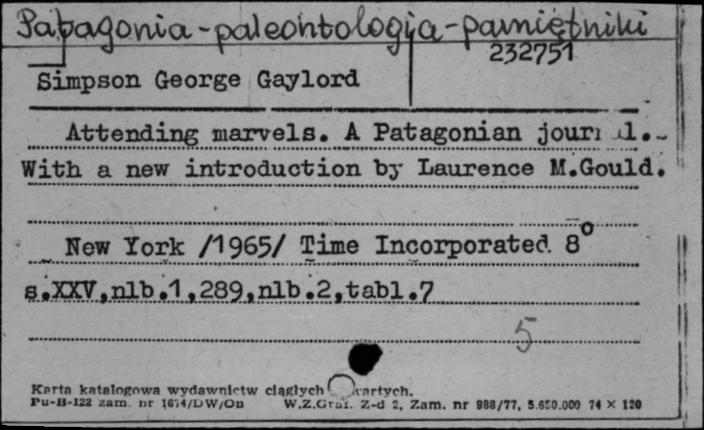 Patagonia - paleontologia - pamiętniki
232751
Simpson George Gaylord
Attending marvels. A Patagonian journal.-
With a new introduction by Laurence M.Gould.
New York /1965/ Time Incorporated 8°
s.XXV,nlb.1,289,nlb.2,tabl.7
5
Karta katalogowa wydawnictw ciągłych
Pu-B-122 zam. nr 1674/DW/On W.Z.Graf. Z-d 2, Zam. nr 988/77, 5.650.000 74 × 120